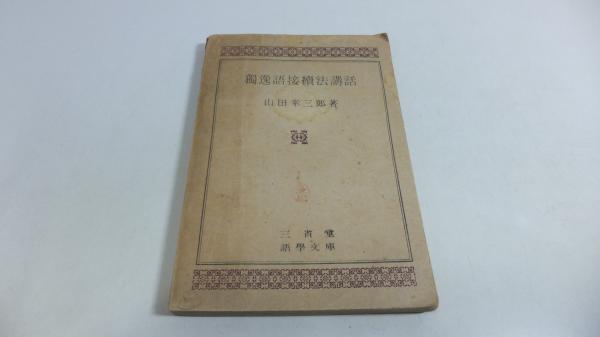 獨逸語接續法講話
山田幸三郎著
三省堂
語學文庫